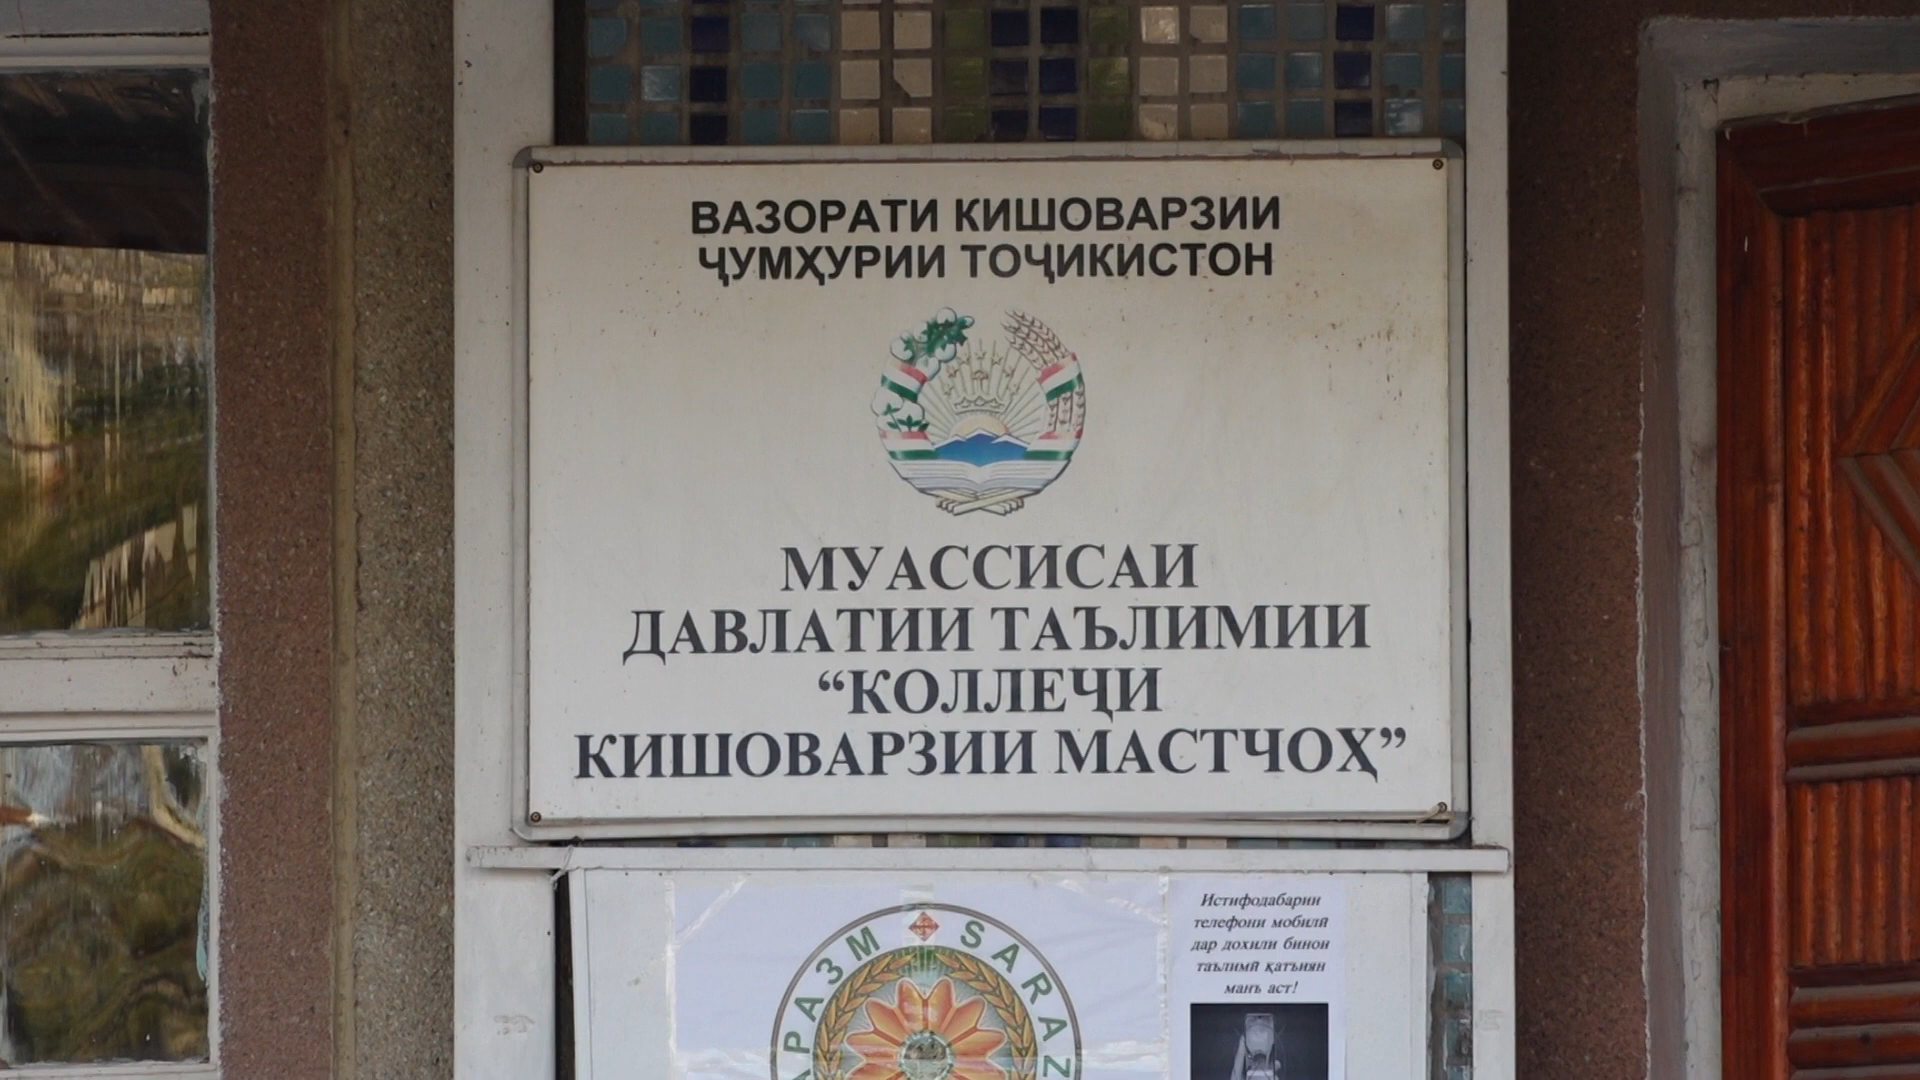 ВАЗОРАТИ КИШОВАРЗИИ
ҶУМҲУРИИ ТОҶИКИСТОН
МУАССИСАИ
ДАВЛАТИИ ТАЪЛИМИИ
“КОЛЛЕҶИ
КИШОВАРЗИИ МАСТЧОҲ”
Истифодабарии
телефони мобилӣ
дар дохили бинои
таълимӣ қатъиян
манъ аст!